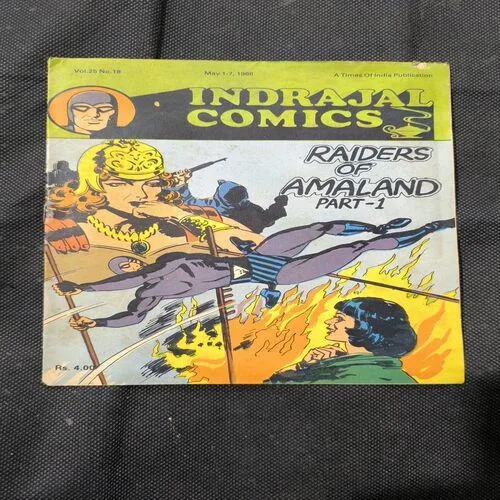 Vol.25 No.18 May 1-7, 1988 A Times Of India Publication
INDRAJAL
COMICS
RAIDERS
OF
AMALAND
PART-1
Rs. 4.00